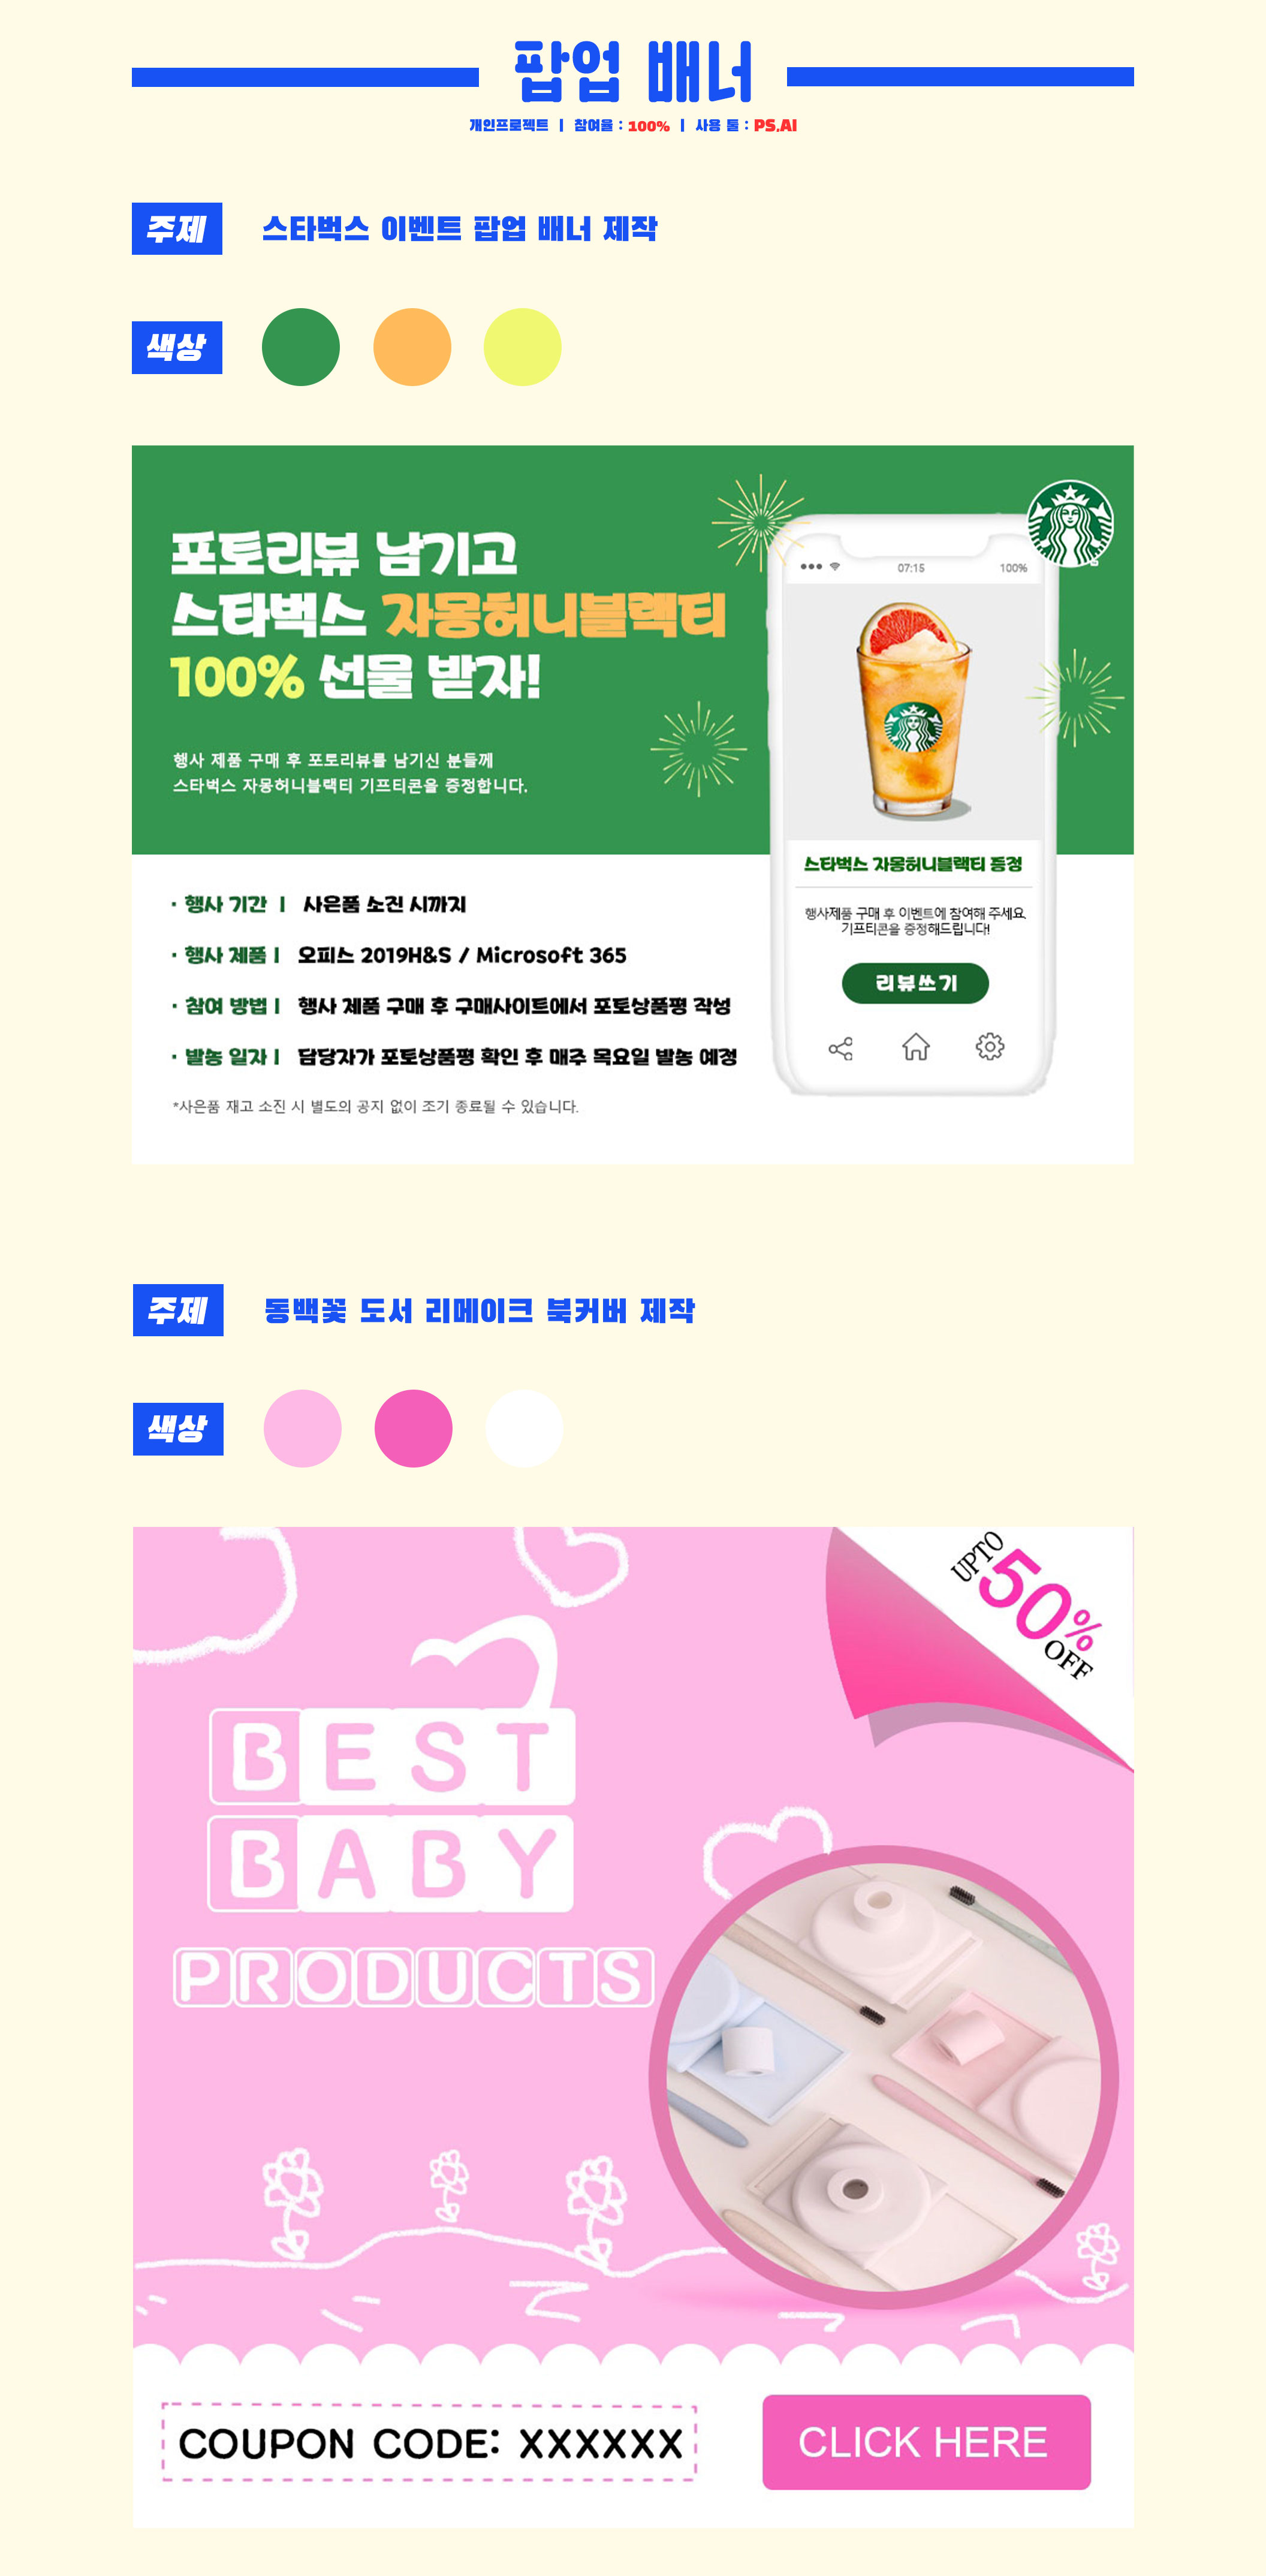 팝업 배너
개인프로젝트 | 참여율 : 100% | 사용 툴 : PS,AI
주제
스타벅스 이벤트 팝업 배너 제작
색상
포토리뷰 남기고
스타벅스 자몽허니블랙티
100% 선물 받자!
행사 제품 구매 후 포토리뷰를 남기신 분들께
스타벅스 자몽허니블랙티 기프티콘을 증정합니다.
07:15
100%
스타벅스 자몽허니블랙티 증정
행사제품 구매 후 이벤트에 참여해 주세요.
기프티콘을 증정해드립니다!
리뷰쓰기
· 행사 기간 | 사은품 소진 시까지
· 행사 제품 | 오피스 2019H&S / Microsoft 365
· 참여 방법 | 행사 제품 구매 후 구매사이트에서 포토상품평 작성
· 발송 일자 | 담당자가 포토상품평 확인 후 매주 목요일 발송 예정
*사은품 재고 소진 시 별도의 공지 없이 조기 종료될 수 있습니다.
주제
동백꽃 도서 리메이크 북커버 제작
색상
UPTO
50%
OFF
BEST
BABY
PRODUCTS
COUPON CODE: XXXXXX
CLICK HERE